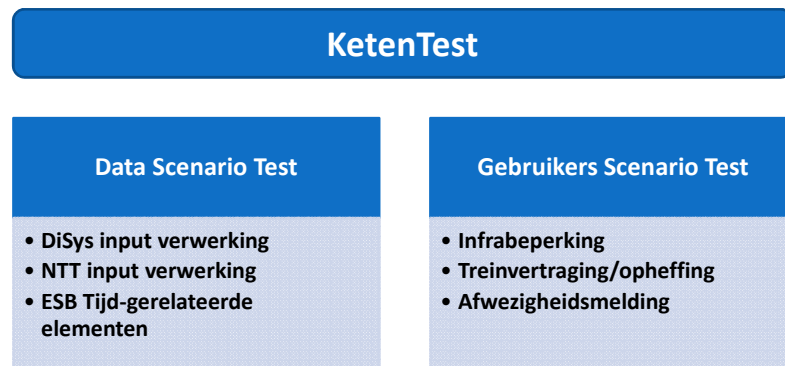 KetenTest
Data Scenario Test
• DiSys input verwerking
• NTT input verwerking
• ESB Tijd-gerelateerde
elementen
Gebruikers Scenario Test
• Infrabeperking
• Treinvertraging/opheffing
• Afwezigheidsmelding